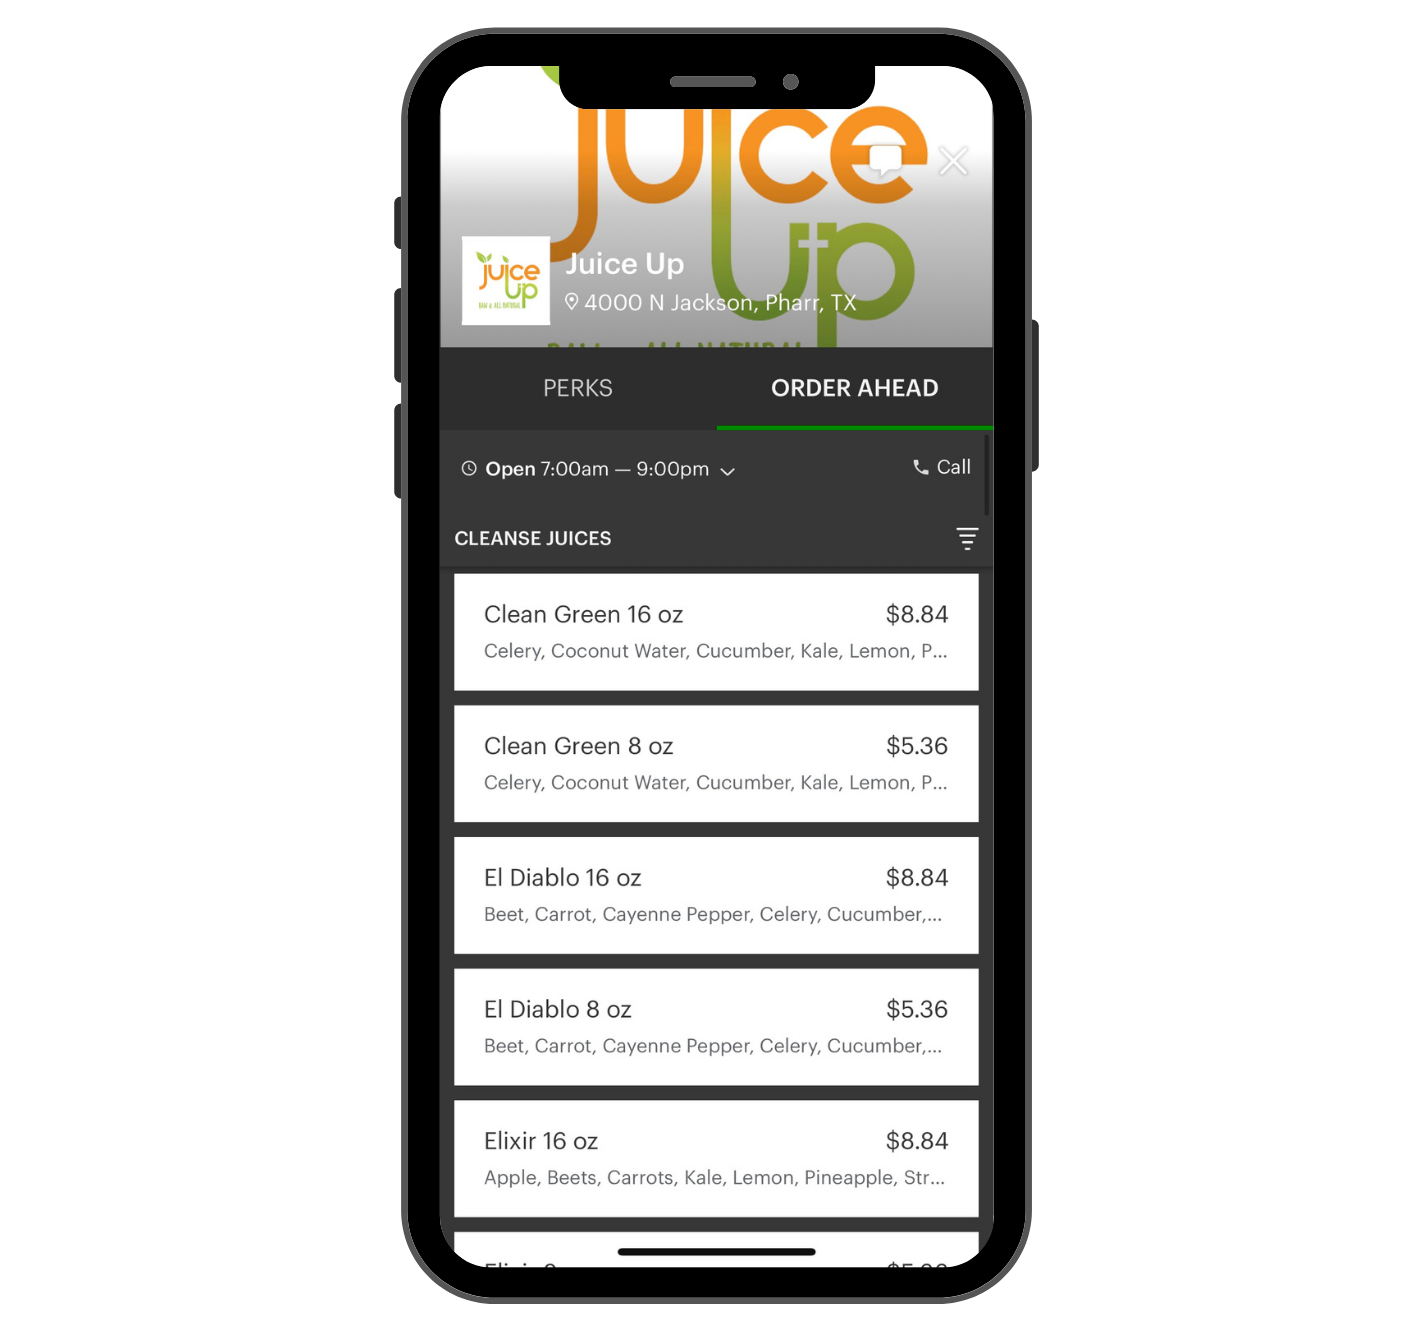 juice
up
juice
up
RAW & ALL NATURAL
Juice Up
4000 N Jackson, Pharr, TX
RAW & ALL NATURAL
PERKS
ORDER AHEAD
Open 7:00am — 9:00pm
Call
CLEANSE JUICES
Clean Green 16 oz $8.84
Celery, Coconut Water, Cucumber, Kale, Lemon, P...
Clean Green 8 oz $5.36
Celery, Coconut Water, Cucumber, Kale, Lemon, P...
El Diablo 16 oz $8.84
Beet, Carrot, Cayenne Pepper, Celery, Cucumber,...
El Diablo 8 oz $5.36
Beet, Carrot, Cayenne Pepper, Celery, Cucumber,...
Elixir 16 oz $8.84
Apple, Beets, Carrots, Kale, Lemon, Pineapple, Str...